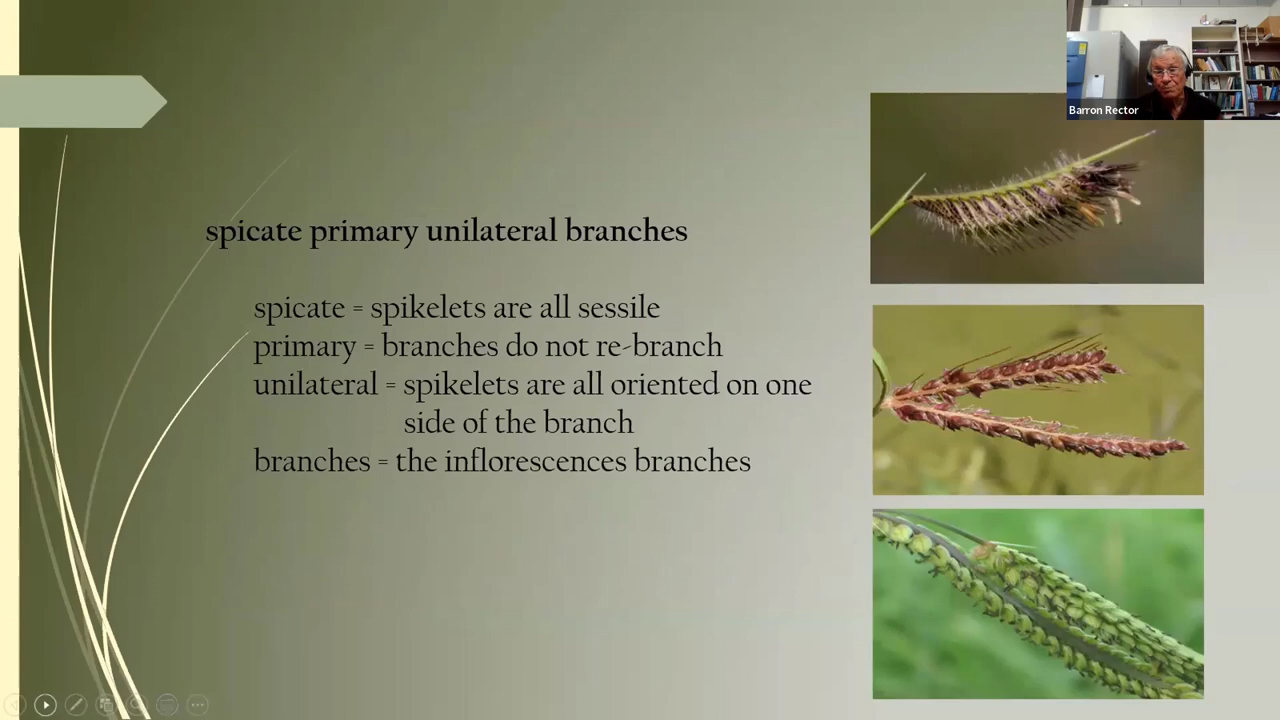 Barron Rector
spicate primary unilateral branches
spicate = spikelets are all sessile
primary = branches do not re-branch
unilateral = spikelets are all oriented on one
side of the branch
branches = the inflorescences branches